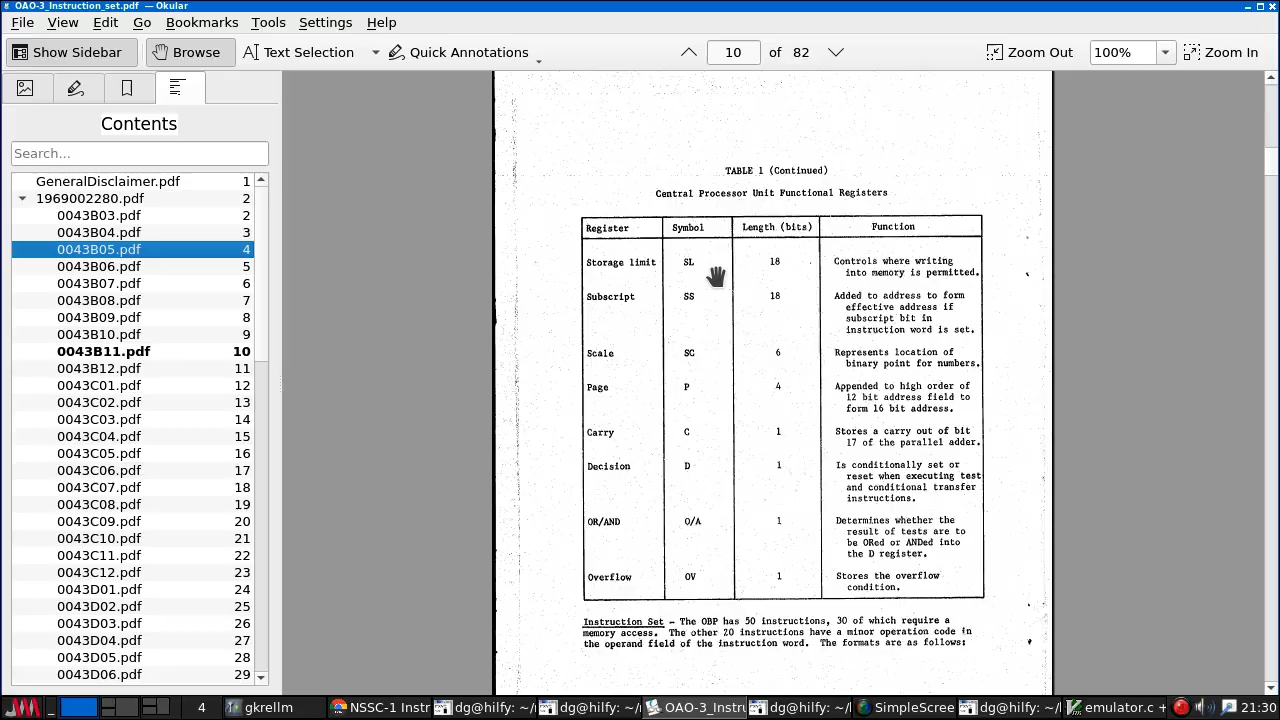 OAO-3_Instruction_set.pdf — Okular
File View Edit Go Bookmarks Tools Settings Help
Show Sidebar Browse Text Selection Quick Annotations 10 of 82 Zoom Out 100% Zoom In
Contents
Search...
GeneralDisclaimer.pdf 1
1969002280.pdf 2
0043B03.pdf 2
0043B04.pdf 3
0043B05.pdf 4
0043B06.pdf 5
0043B07.pdf 6
0043B08.pdf 7
0043B09.pdf 8
0043B10.pdf 9
0043B11.pdf 10
0043B12.pdf 11
0043C01.pdf 12
0043C02.pdf 13
0043C03.pdf 14
0043C04.pdf 15
0043C05.pdf 16
0043C06.pdf 17
0043C07.pdf 18
0043C08.pdf 19
0043C09.pdf 20
0043C10.pdf 21
0043C11.pdf 22
0043C12.pdf 23
0043D01.pdf 24
0043D02.pdf 25
0043D03.pdf 26
0043D04.pdf 27
0043D05.pdf 28
0043D06.pdf 29
TABLE 1 (Continued)
Central Processor Unit Functional Registers
Register Symbol Length (bits) Function
Storage limit SL 18 Controls where writing
into memory is permitted.
Subscript SS 18 Added to address to form
effective address if
subscript bit in
instruction word is set.
Scale SC 6 Represents location of
binary point for numbers.
Page P 4 Appended to high order of
12 bit address field to
form 16 bit address.
Carry C 1 Stores a carry out of bit
17 of the parallel adder.
Decision D 1 Is conditionally set or
reset when executing test
and conditional transfer
instructions.
OR/AND O/A 1 Determines whether the
result of tests are to
be ORed or ANDed into
the D register.
Overflow OV 1 Stores the overflow
condition.
Instruction Set - The OBP has 50 instructions, 30 of which require a
memory access. The other 20 instructions have a minor operation code in
the operand field of the instruction word. The formats are as follows:
4 gkrellm NSSC-1 Instr dg@hilfy: ~/ dg@hilfy: ~/ OAO-3_Instru dg@hilfy: ~/ SimpleScree dg@hilfy: ~/ emulator.c + 21:30